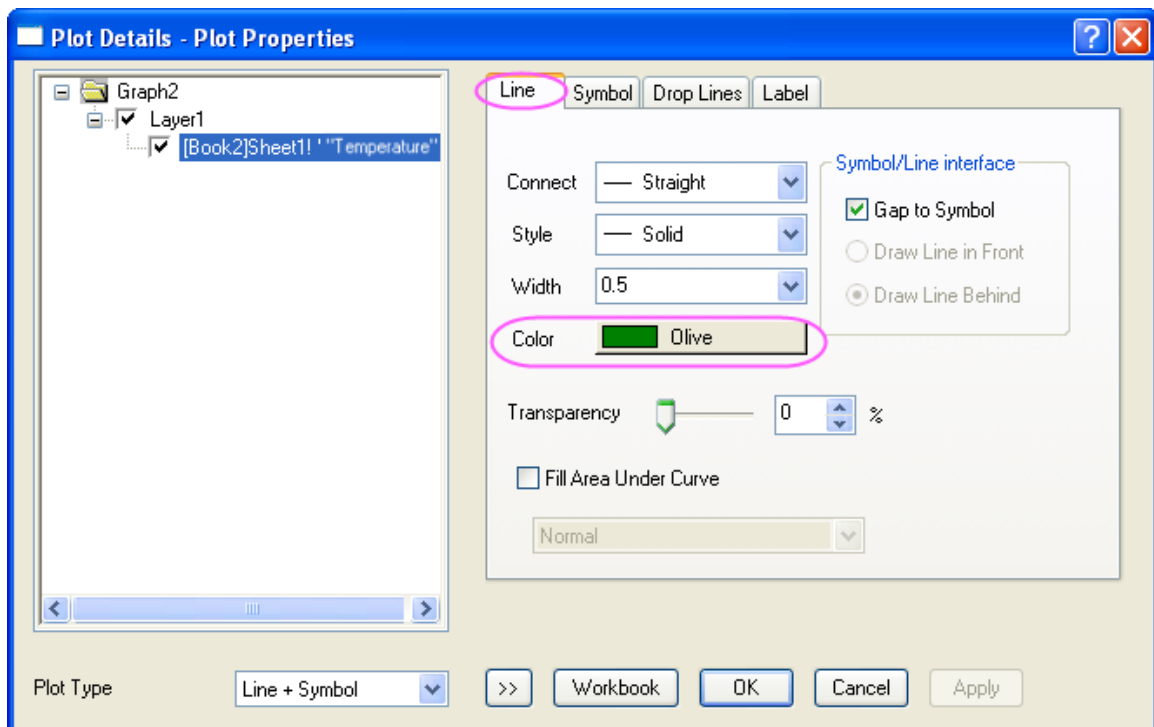 Plot Details - Plot Properties
Graph2
Layer1
[Book2]Sheet1! ' "Temperature"
Line
Symbol
Drop Lines
Label
Connect
Straight
Style
Solid
Width
0.5
Color
Olive
Symbol/Line interface
Gap to Symbol
Draw Line in Front
Draw Line Behind
Transparency
0
%
Fill Area Under Curve
Normal
Plot Type
Line + Symbol
>>
Workbook
OK
Cancel
Apply